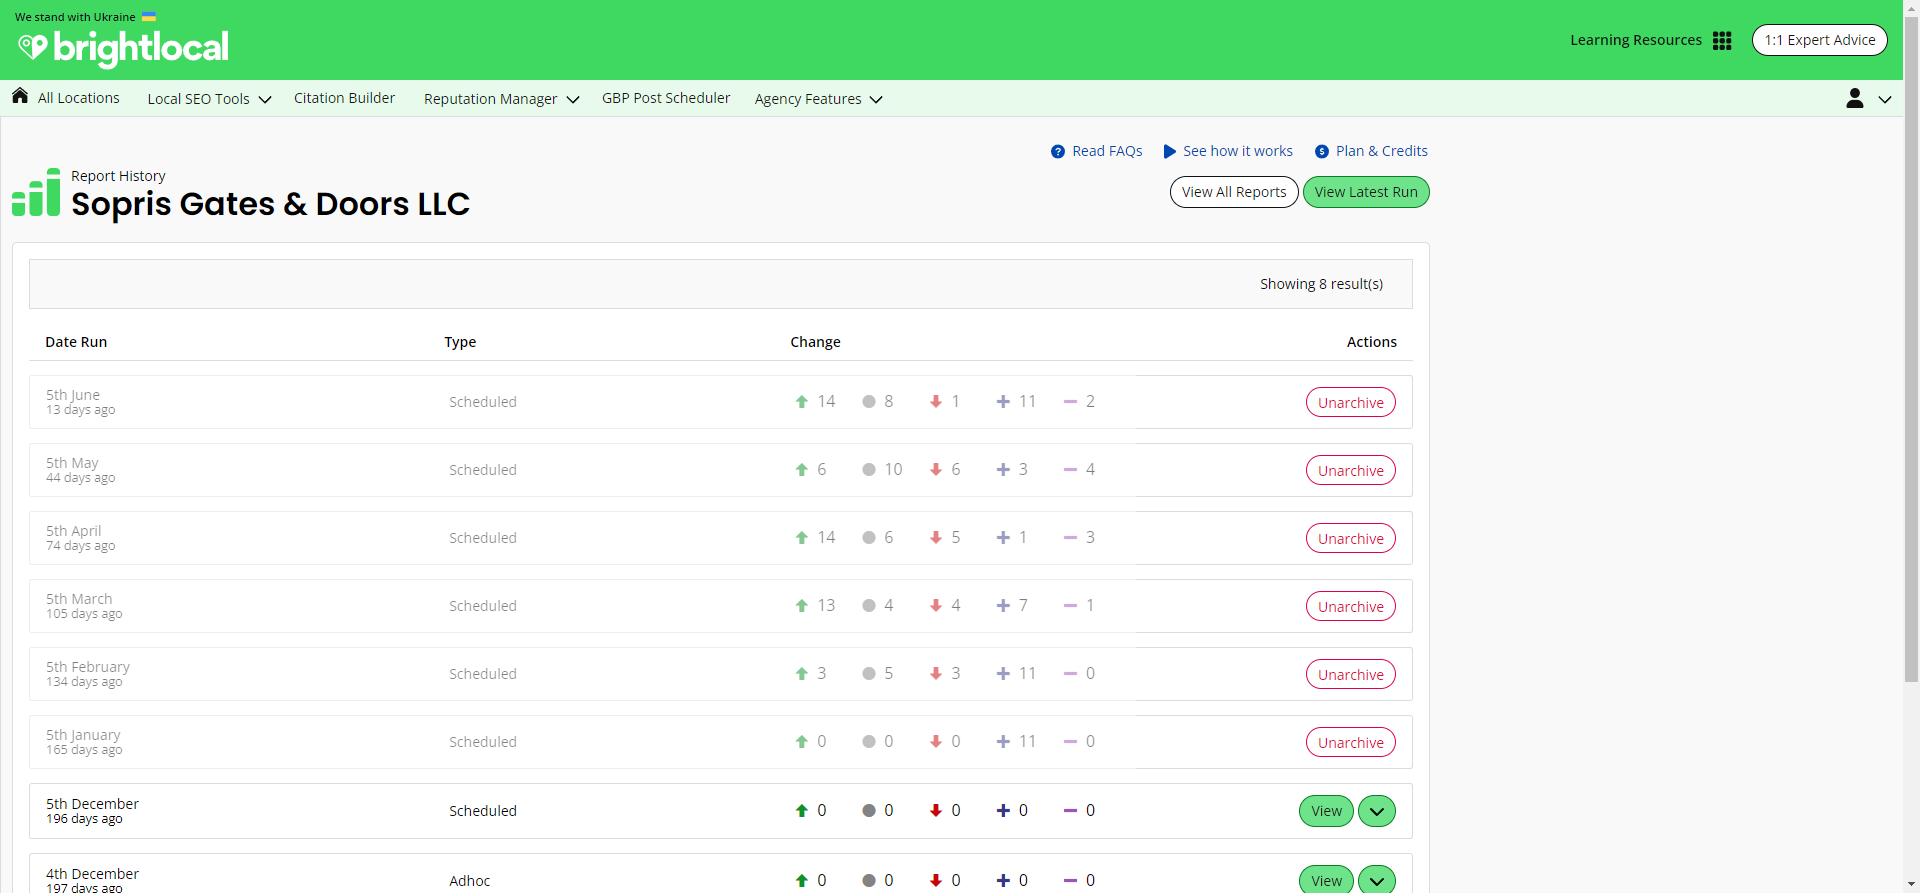 We stand with Ukraine
brightlocal
Learning Resources
1:1 Expert Advice
All Locations
Local SEO Tools
Citation Builder
Reputation Manager
GBP Post Scheduler
Agency Features
Read FAQs
See how it works
Plan & Credits
Report History
Sopris Gates & Doors LLC
View All Reports
View Latest Run
Showing 8 result(s)
Date Run Type Change Actions
5th June
13 days ago
Scheduled 14 8 1 11 2 Unarchive
5th May
44 days ago
Scheduled 6 10 6 3 4 Unarchive
5th April
74 days ago
Scheduled 14 6 5 1 3 Unarchive
5th March
105 days ago
Scheduled 13 4 4 7 1 Unarchive
5th February
134 days ago
Scheduled 3 5 3 11 0 Unarchive
5th January
165 days ago
Scheduled 0 0 0 11 0 Unarchive
5th December
196 days ago
Scheduled 0 0 0 0 0 View
4th December
197 days ago
Adhoc 0 0 0 0 0 View